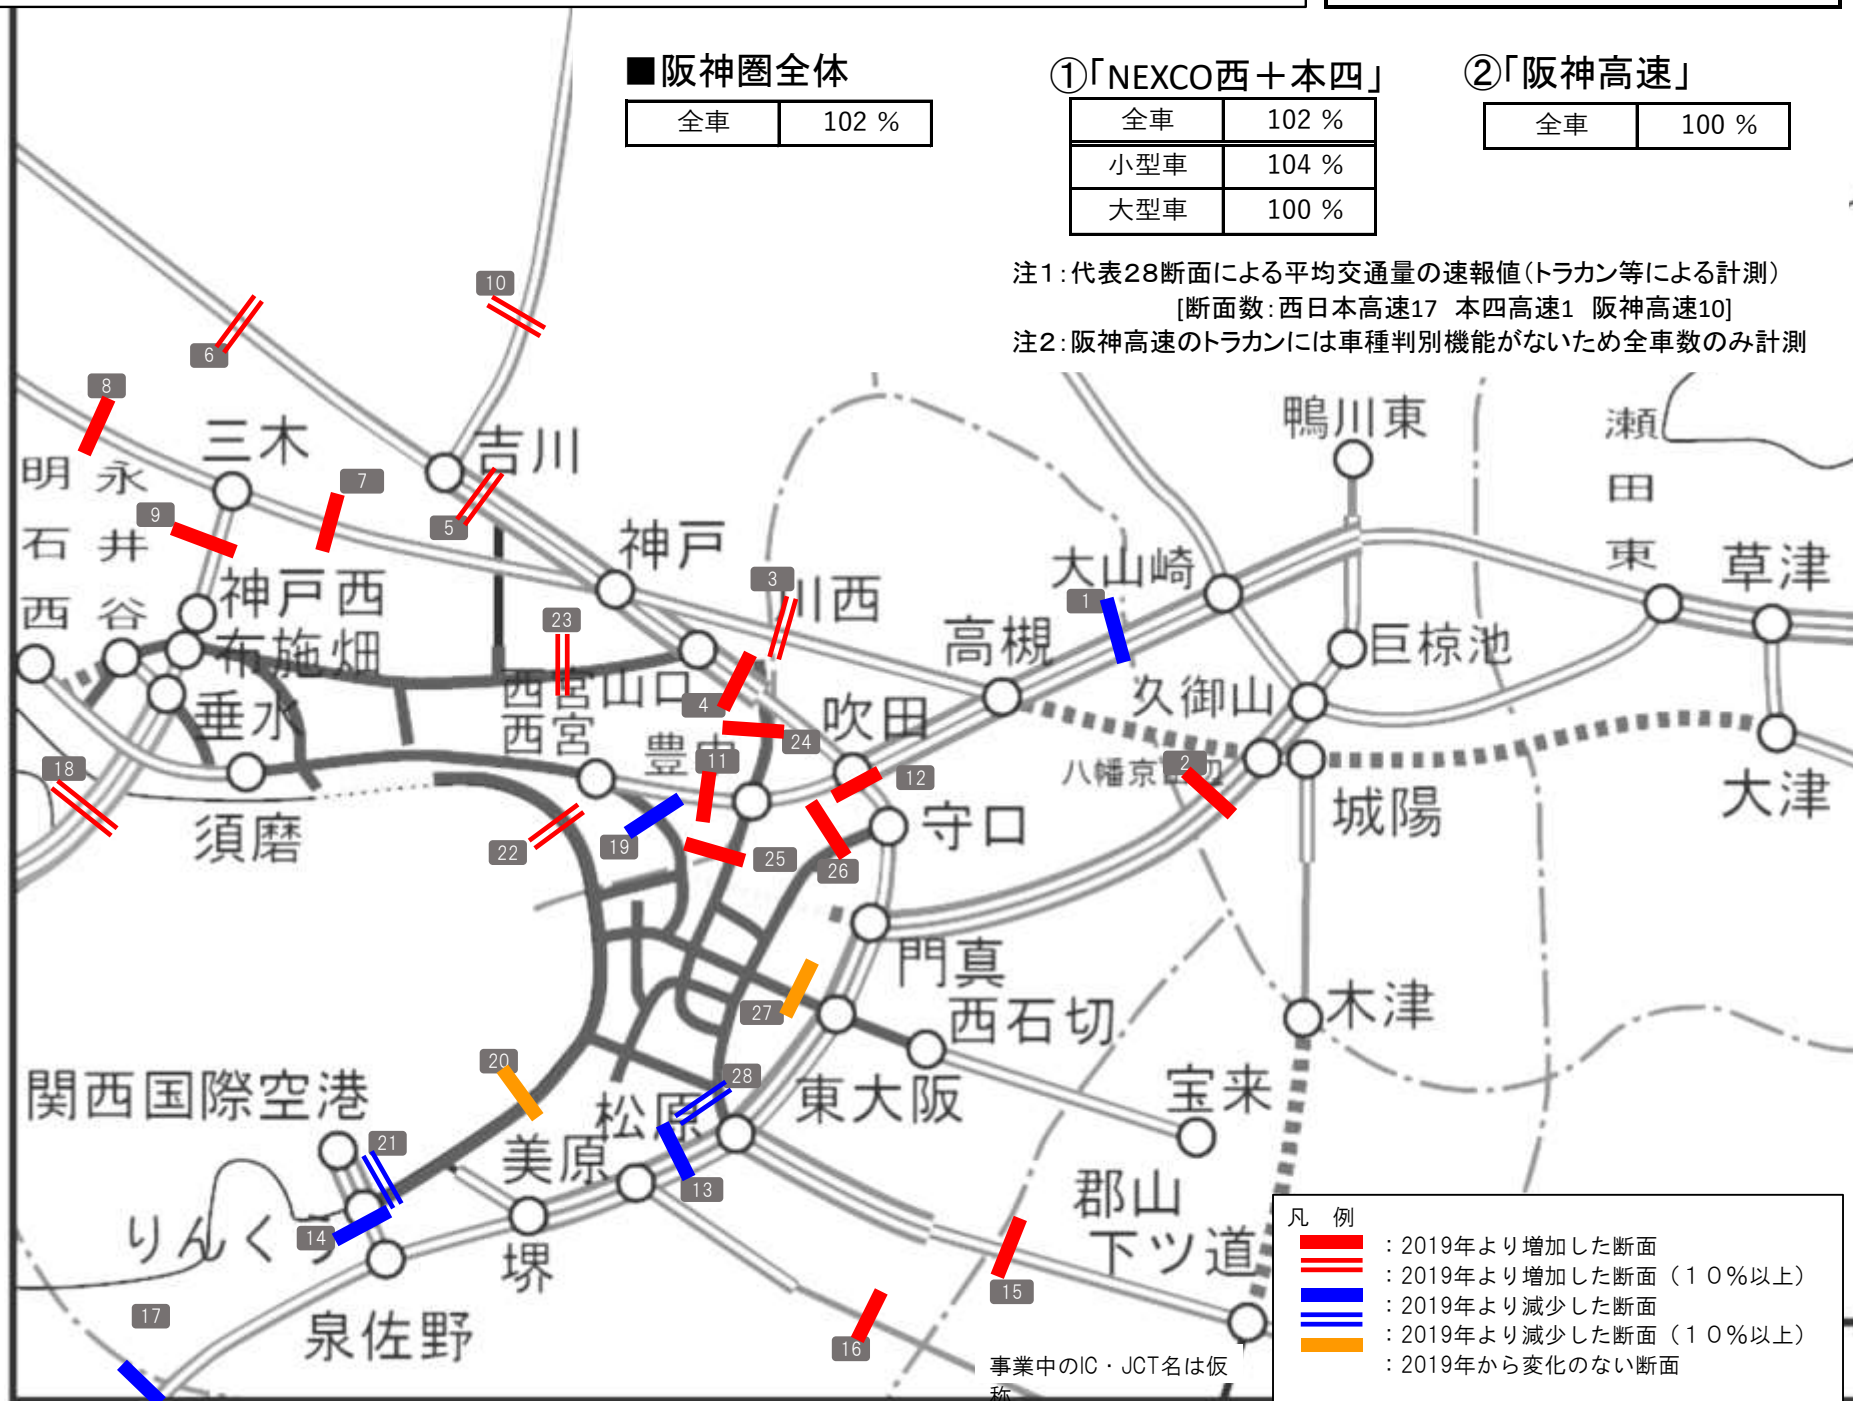 ■阪神圏全体
全車 102 %
①「NEXCO西＋本四」
全車 102 %
小型車 104 %
大型車 100 %
②「阪神高速」
全車 100 %
注１：代表２８断面による平均交通量の速報値（トラカン等による計測）
[断面数：西日本高速17 本四高速1 阪神高速10]
注２：阪神高速のトラカンには車種判別機能がないため全車数のみ計測
10
6
8
三木
吉川
鴨川東
瀬田東
明石西
永井谷
7
9
5
神戸
大山崎
草津
神戸西
3
川西
1
23
高槻
巨椋池
布施畑
西宮山口
4
久御山
垂水
西宮
吹田
24
豊中
11
12
18
2
城陽
大津
須磨
22
19
25
26
守口
門真
27
西石切
木津
20
28
関西国際空港
松原
東大阪
宝来
21
美原
13
郡山
りんくう
14
下ツ道
堺
15
17
泉佐野
16
事業中のIC・JCT名は仮
称
凡 例
：2019年より増加した断面
：2019年より増加した断面（１０％以上）
：2019年より減少した断面
：2019年より減少した断面（１０％以上）
：2019年から変化のない断面